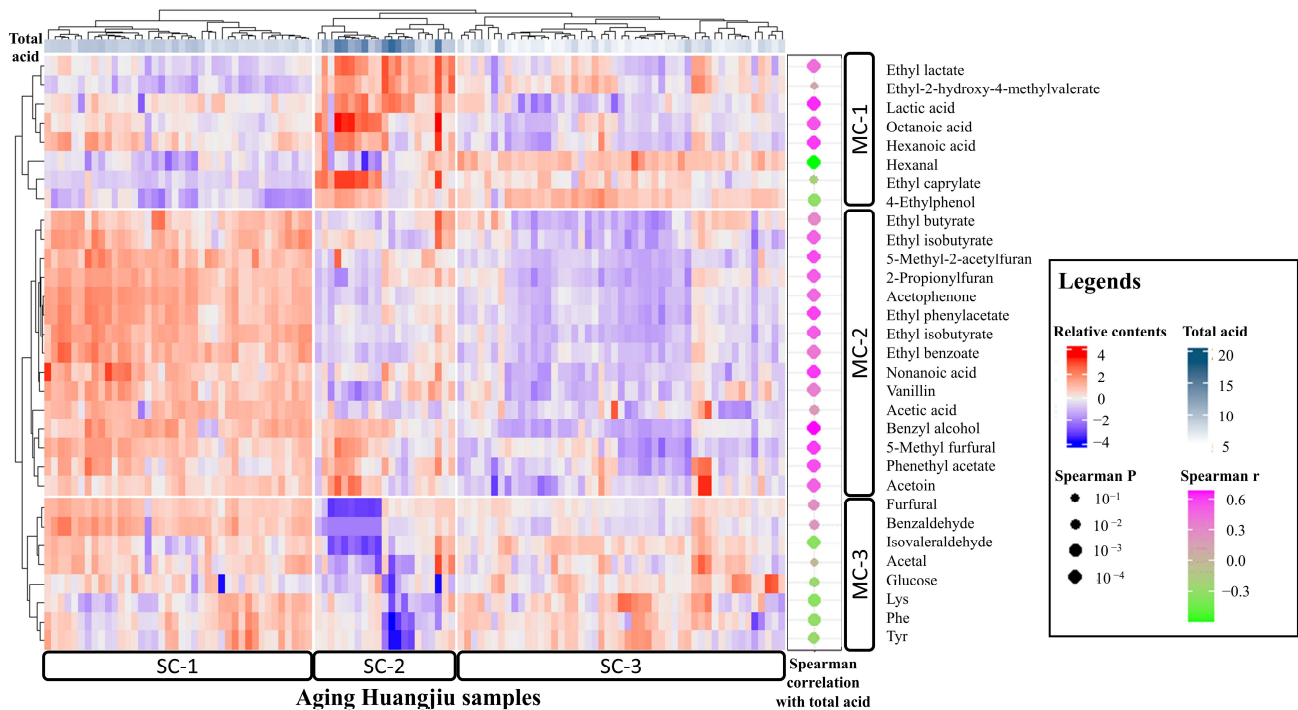 Total
acid
MC-1
MC-2
MC-3
Ethyl lactate
Ethyl-2-hydroxy-4-methylvalerate
Lactic acid
Octanoic acid
Hexanoic acid
Hexanal
Ethyl caprylate
4-Ethylphenol
Ethyl butyrate
Ethyl isobutyrate
5-Methyl-2-acetylfuran
2-Propionylfuran
Acetophenone
Ethyl phenylacetate
Ethyl isobutyrate
Ethyl benzoate
Nonanoic acid
Vanillin
Acetic acid
Benzyl alcohol
5-Methyl furfural
Phenethyl acetate
Acetoin
Furfural
Benzaldehyde
Isovaleraldehyde
Acetal
Glucose
Lys
Phe
Tyr
SC-1 SC-2 SC-3
Aging Huangjiu samples
Spearman
correlation
with total acid
Legends
Relative contents
4
2
0
−2
−4
Total acid
20
15
10
5
Spearman P
10⁻¹
10⁻²
10⁻³
10⁻⁴
Spearman r
0.6
0.3
0.0
−0.3